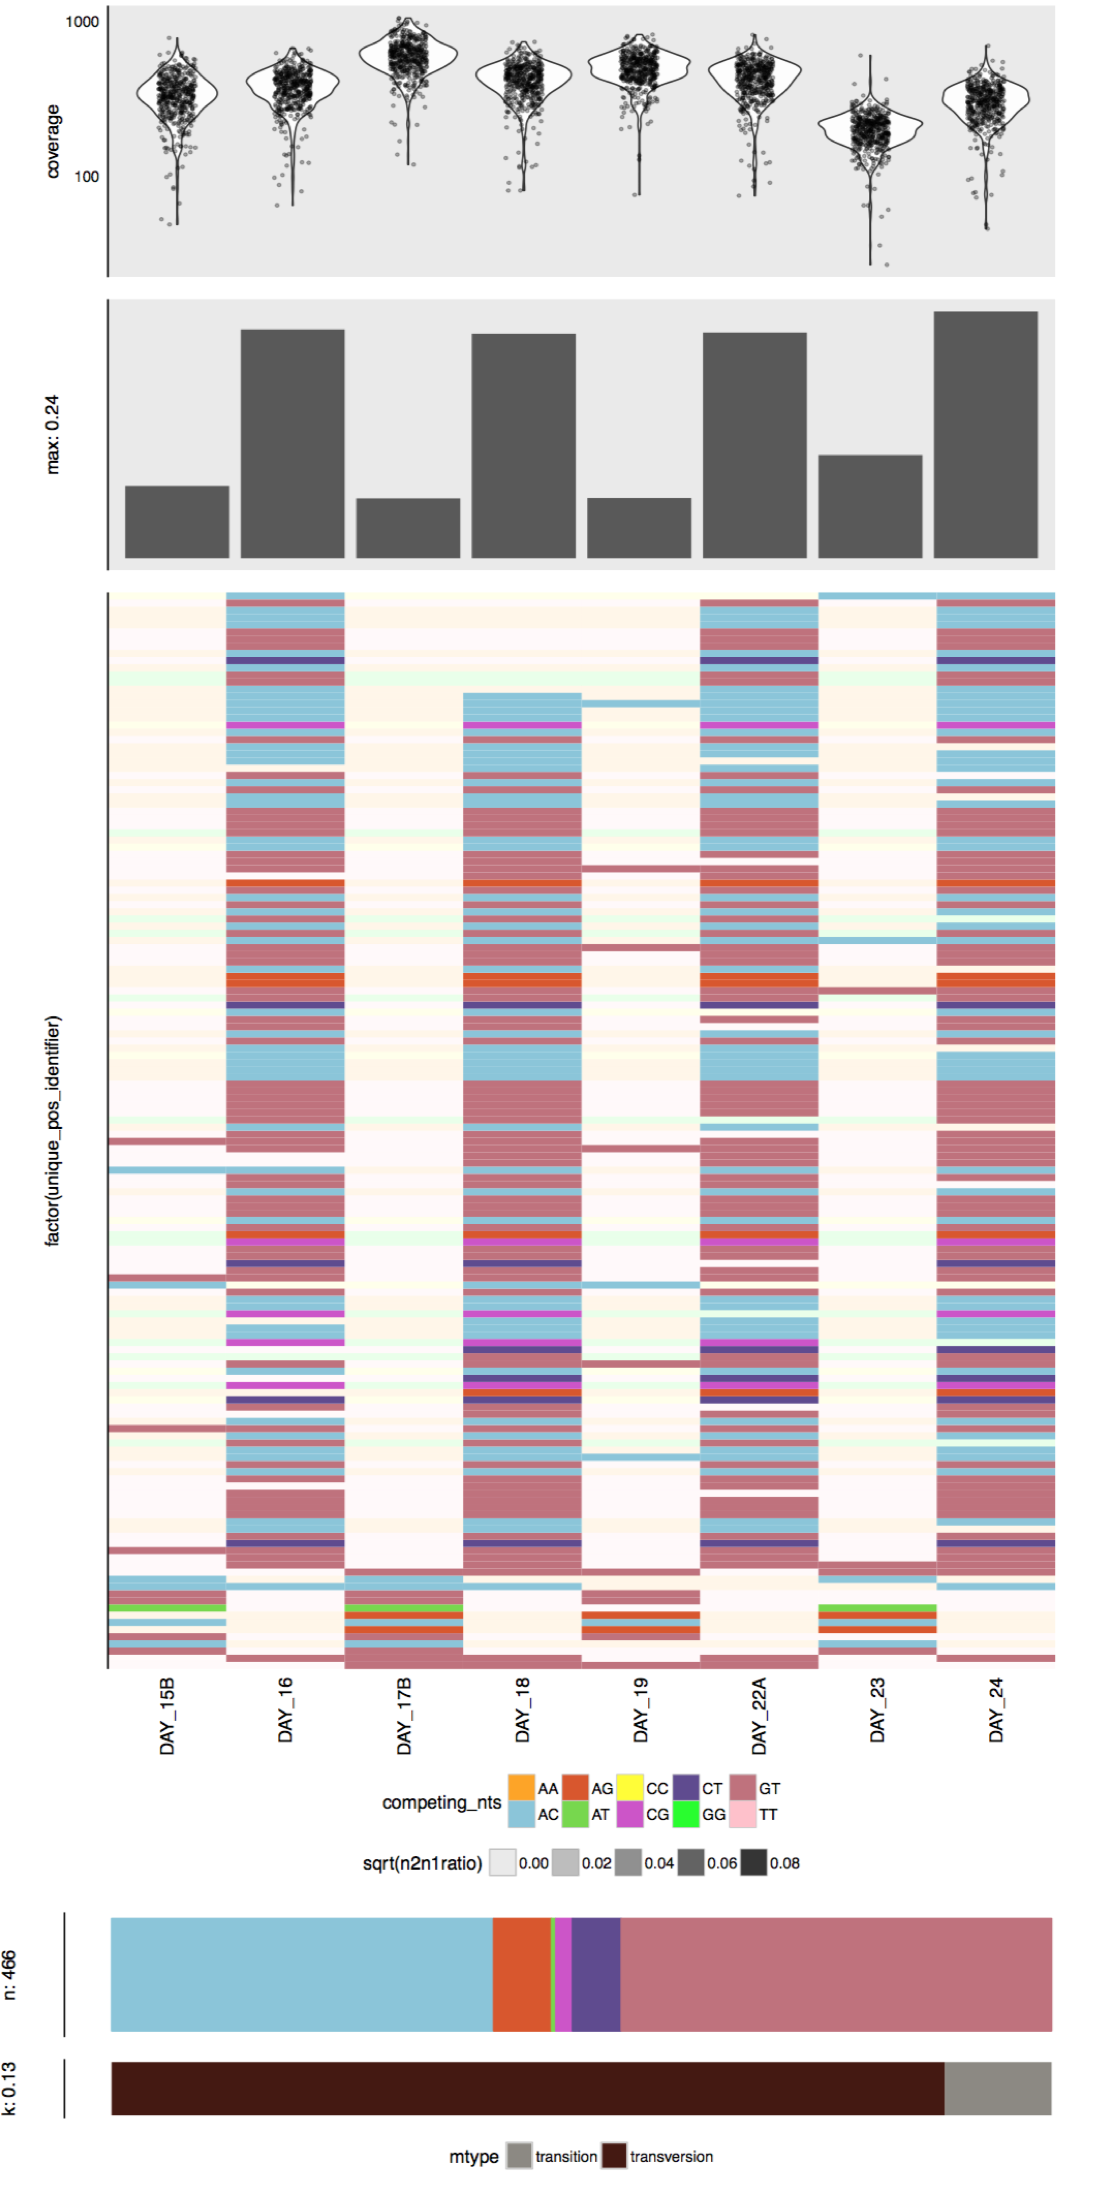 1000
coverage
100
max: 0.24
factor(unique_pos_identifier)
DAY_15B
DAY_16
DAY_17B
DAY_18
DAY_19
DAY_22A
DAY_23
DAY_24
competing_nts
AA AG CC CT GT
AC AT CG GG TT
sqrt(n2n1ratio) 0.00 0.02 0.04 0.06 0.08
n: 466
k: 0.13
mtype transition transversion